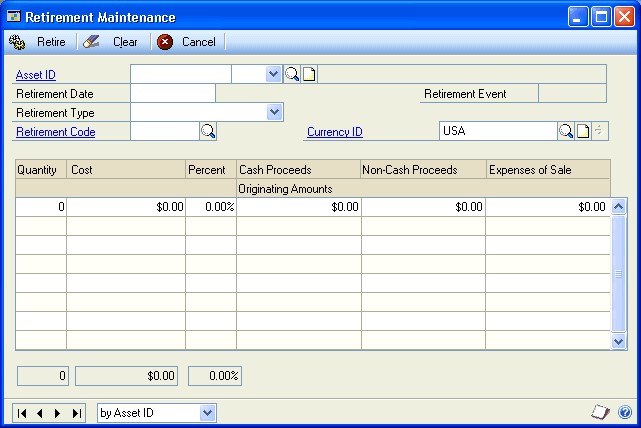 Retirement Maintenance
Retire Clear Cancel
Asset ID
Retirement Date Retirement Event
Retirement Type
Retirement Code Currency ID USA
Quantity Cost Percent Cash Proceeds Non-Cash Proceeds Expenses of Sale
Originating Amounts
0 $0.00 0.00% $0.00 $0.00 $0.00
0 $0.00 0.00%
by Asset ID